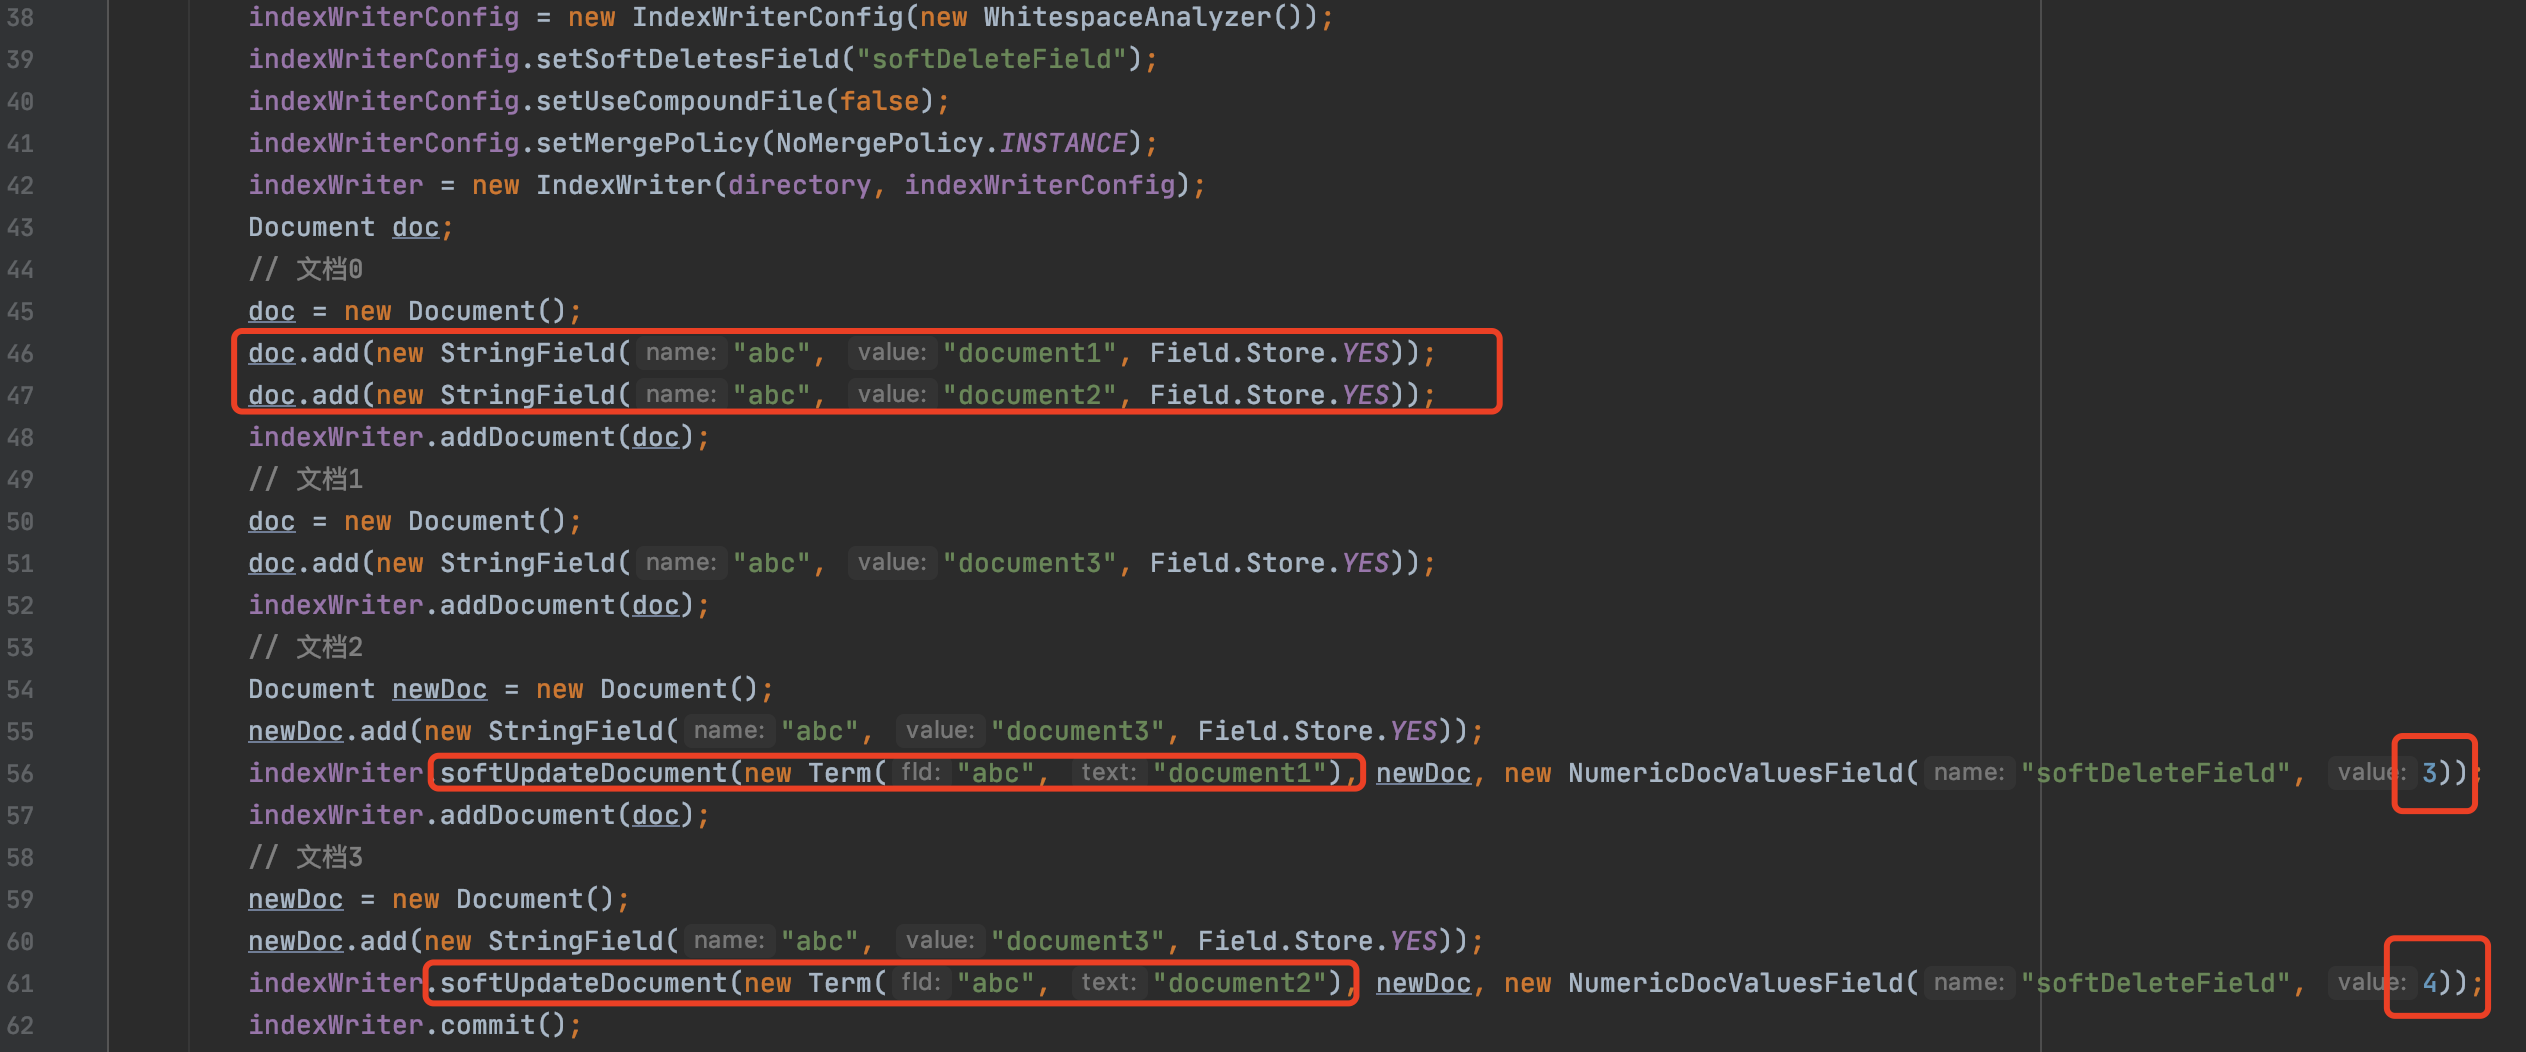 38 indexWriterConfig = new IndexWriterConfig(new WhitespaceAnalyzer());
39 indexWriterConfig.setSoftDeletesField("softDeleteField");
40 indexWriterConfig.setUseCompoundFile(false);
41 indexWriterConfig.setMergePolicy(NoMergePolicy.INSTANCE);
42 indexWriter = new IndexWriter(directory, indexWriterConfig);
43 Document doc;
44 // 文档0
45 doc = new Document();
46 doc.add(new StringField( name: "abc", value: "document1", Field.Store.YES));
47 doc.add(new StringField( name: "abc", value: "document2", Field.Store.YES));
48 indexWriter.addDocument(doc);
49 // 文档1
50 doc = new Document();
51 doc.add(new StringField( name: "abc", value: "document3", Field.Store.YES));
52 indexWriter.addDocument(doc);
53 // 文档2
54 Document newDoc = new Document();
55 newDoc.add(new StringField( name: "abc", value: "document3", Field.Store.YES));
56 indexWriter.softUpdateDocument(new Term( fld: "abc", text: "document1"), newDoc, new NumericDocValuesField( name: "softDeleteField", value: 3));
57 indexWriter.addDocument(doc);
58 // 文档3
59 newDoc = new Document();
60 newDoc.add(new StringField( name: "abc", value: "document3", Field.Store.YES));
61 indexWriter.softUpdateDocument(new Term( fld: "abc", text: "document2"), newDoc, new NumericDocValuesField( name: "softDeleteField", value: 4));
62 indexWriter.commit();